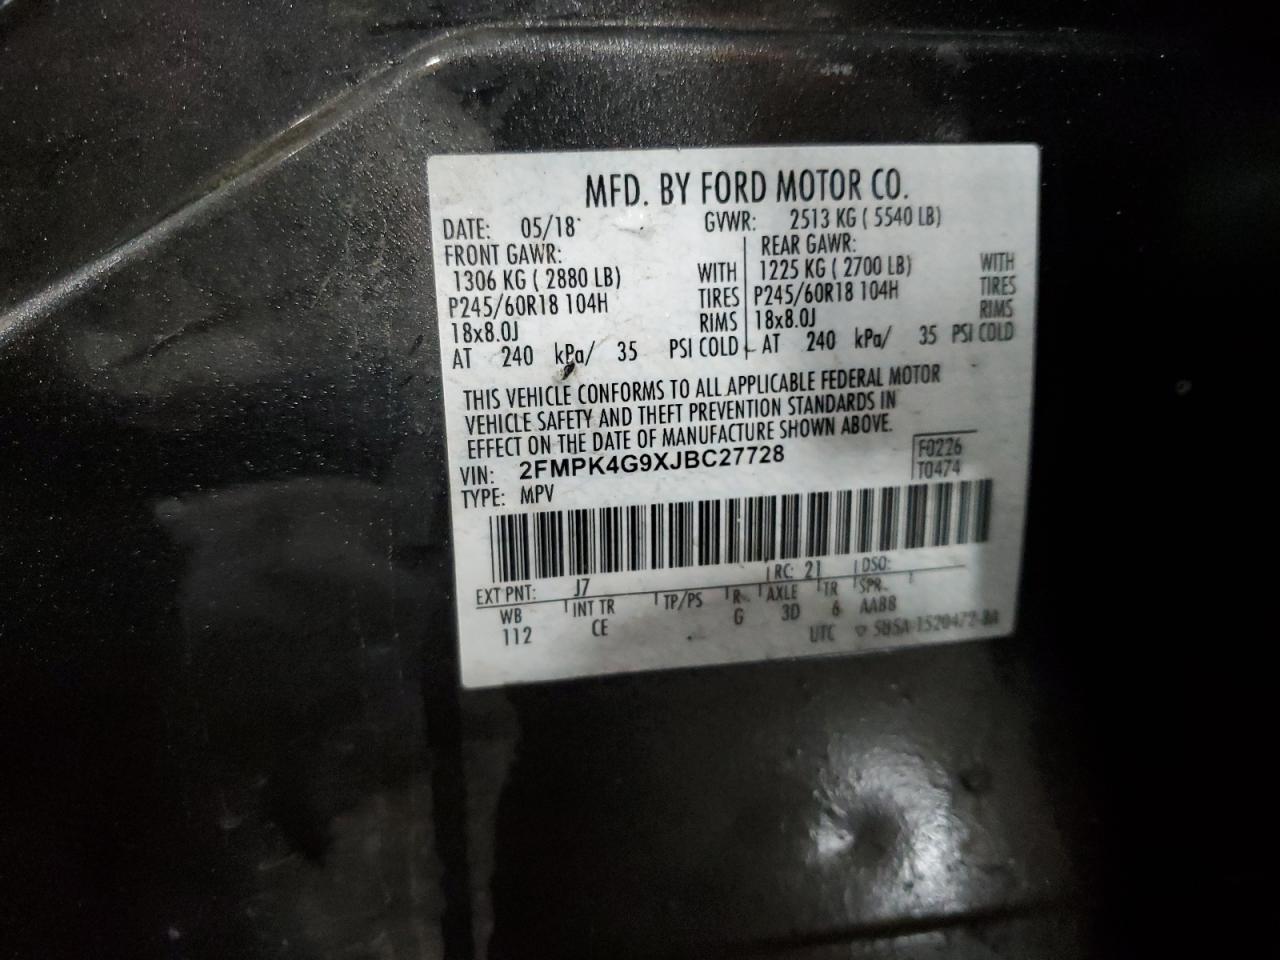 MFD. BY FORD MOTOR CO.
DATE: 05/18 GVWR: 2513 KG ( 5540 LB)
FRONT GAWR: REAR GAWR:
1306 KG ( 2880 LB) WITH 1225 KG ( 2700 LB) WITH
P245/60R18 104H TIRES P245/60R18 104H TIRES
18x8.0J RIMS 18x8.0J RIMS
AT 240 kPa/ 35 PSI COLD AT 240 kPa/ 35 PSI COLD
THIS VEHICLE CONFORMS TO ALL APPLICABLE FEDERAL MOTOR
VEHICLE SAFETY AND THEFT PREVENTION STANDARDS IN
EFFECT ON THE DATE OF MANUFACTURE SHOWN ABOVE.
VIN: 2FMPK4G9XJBC27728 F0226
TYPE: MPV T0474
EXT PNT: J7 RC: 21 DSO:
WB INT TR TP/PS R AXLE TR SPR
112 CE G 3D 6 AA88
UTC 5U5A-1520472-BA